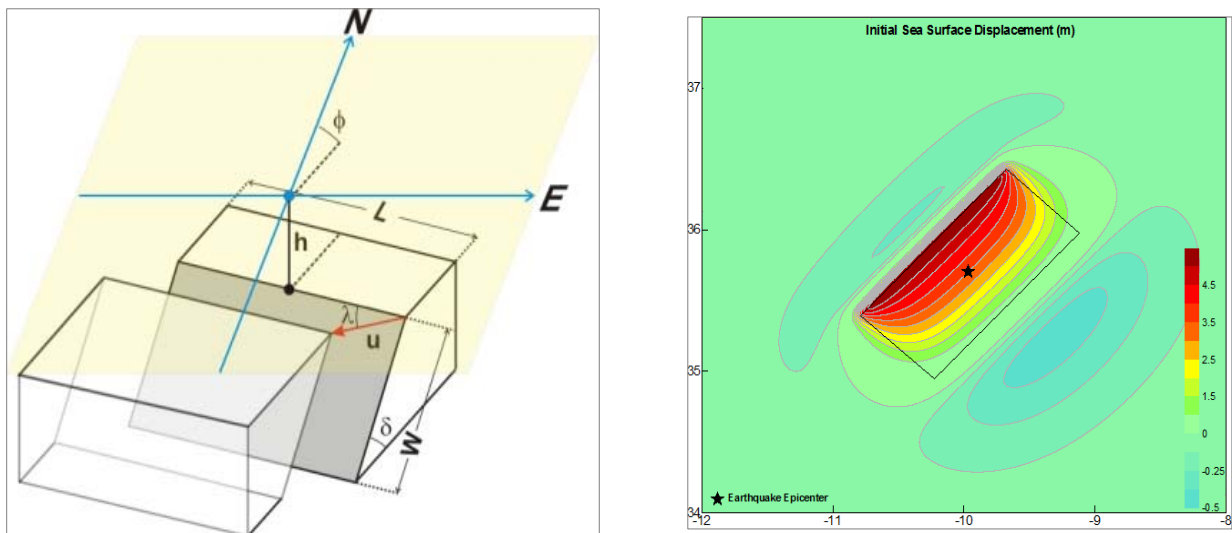 N
ϕ
E
L
h
λ
u
δ
W
Initial Sea Surface Displacement (m)
37
36
35
34
4.5
3.5
2.5
1.5
0
-0.25
-0.5
Earthquake Epicenter
-12
-11
-10
-9
-8